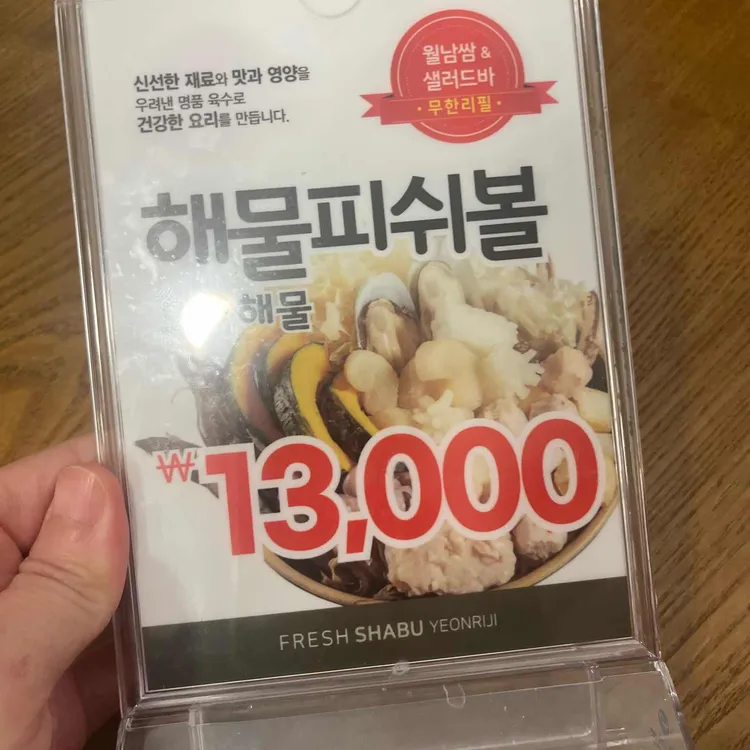 신선한 재료와 맛과 영양을
우려낸 명품 육수로
건강한 요리를 만듭니다.
월남쌈 &
샐러드바
· 무한리필 ·
해물피쉬볼
해물
₩13,000
FRESH SHABU YEONRIJI